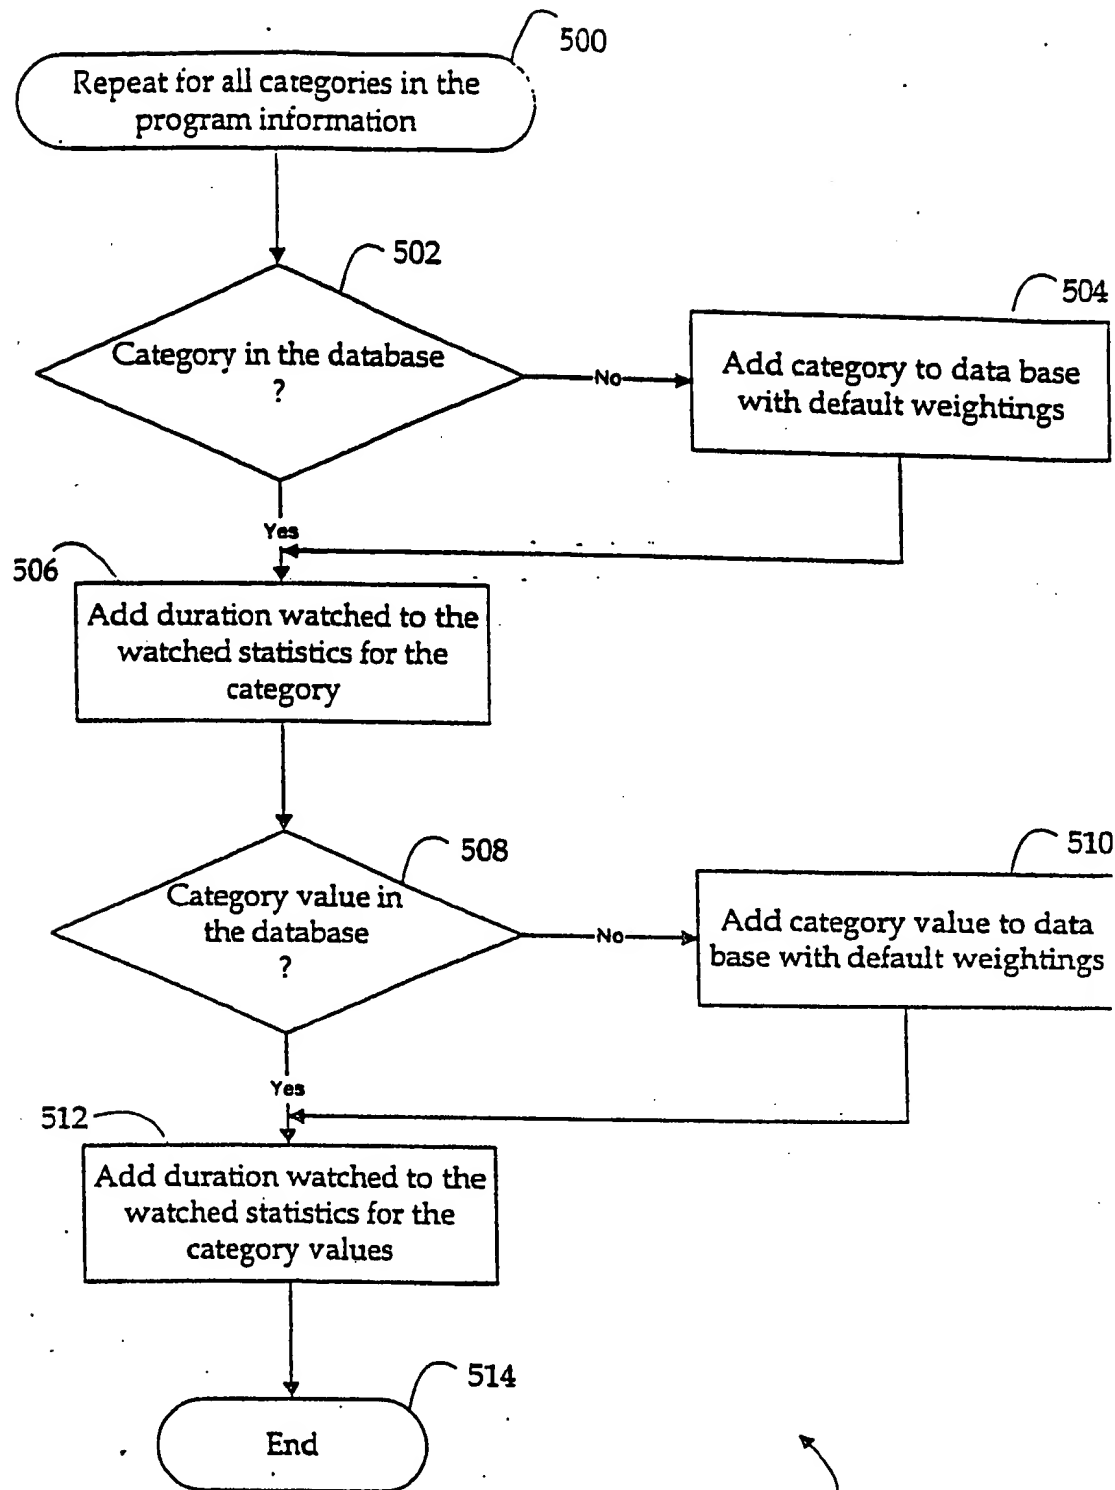 500
Repeat for all categories in the
program information
502
Category in the database
?
No
504
Add category to data base
with default weightings
Yes
506
Add duration watched to the
watched statistics for the
category
508
Category value in
the database
?
No
510
Add category value to data
base with default weightings
Yes
512
Add duration watched to the
watched statistics for the
category values
514
End